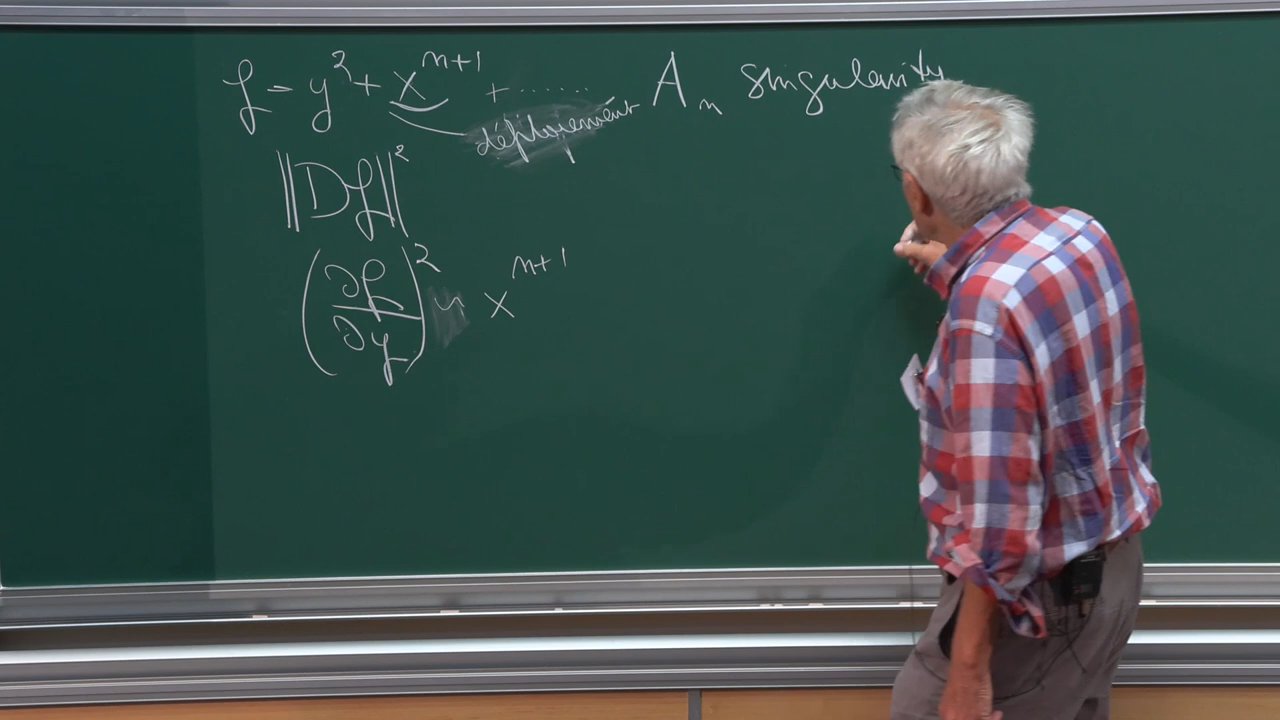 f = y² + x^{n+1} + ...... A_n singularity
déploiement
‖Df‖²
(∂f/∂y)² ~ x^{n+1}